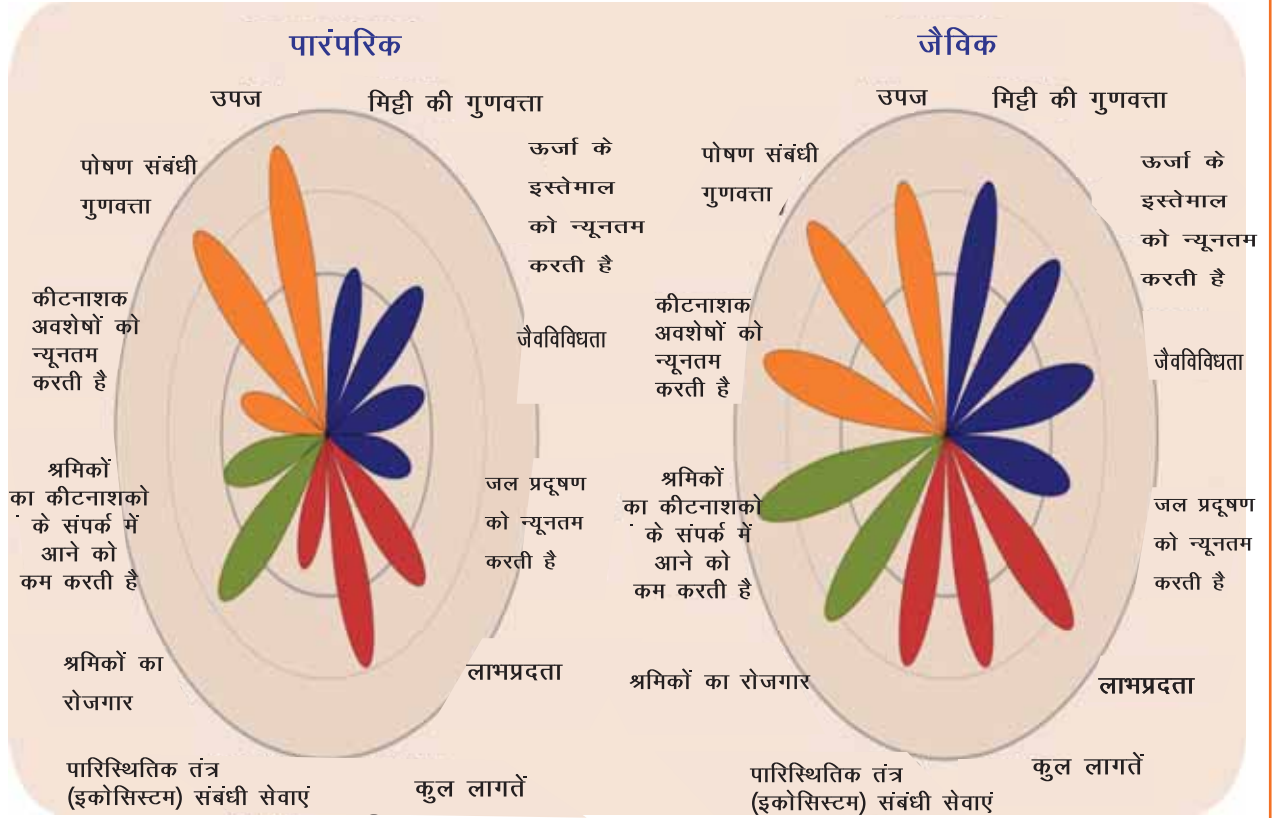 पारंपरिक
उपज
मिट्टी की गुणवत्ता
पोषण संबंधी
गुणवत्ता
ऊर्जा के
इस्तेमाल
को न्यूनतम
करती है
कीटनाशक
अवशेषों को
न्यूनतम
करती है
जैवविविधता
श्रमिकों
का कीटनाशको
के संपर्क में
आने को
कम करती है
जल प्रदूषण
को न्यूनतम
करती है
श्रमिकों का
रोजगार
लाभप्रदता
पारिस्थितिक तंत्र
(इकोसिस्टम) संबंधी सेवाएं
कुल लागतें
जैविक
उपज
मिट्टी की गुणवत्ता
पोषण संबंधी
गुणवत्ता
ऊर्जा के
इस्तेमाल
को न्यूनतम
करती है
कीटनाशक
अवशेषों को
न्यूनतम
करती है
जैवविविधता
श्रमिकों
का कीटनाशको
के संपर्क में
आने को
कम करती है
जल प्रदूषण
को न्यूनतम
करती है
श्रमिकों का रोजगार
लाभप्रदता
पारिस्थितिक तंत्र
(इकोसिस्टम) संबंधी सेवाएं
कुल लागतें